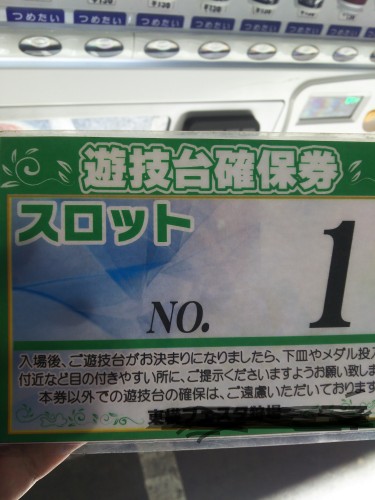 つめたい つめたい つめたい つめたい つめたい
遊技台確保券
スロット
NO. 1
入場後、ご遊技台がお決まりになりましたら、下皿やメダル投入
付近など目の付きやすい所に、ご提示くださいますようお願い致しま
本券以外での遊技台の確保は、ご遠慮いただいております